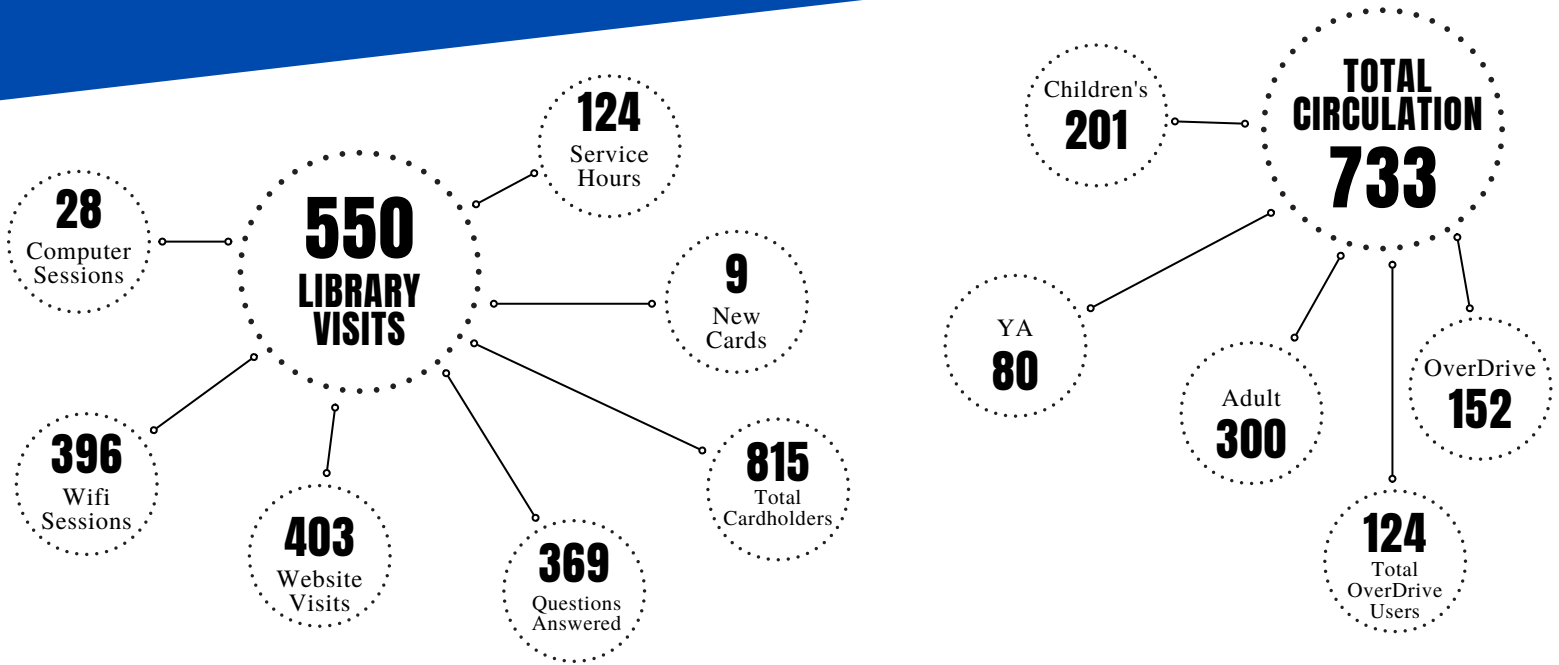 124
Service
Hours
28
Computer
Sessions
550
LIBRARY
VISITS
9
New
Cards
396
Wifi
Sessions
403
Website
Visits
369
Questions
Answered
815
Total
Cardholders
TOTAL
CIRCULATION
733
Children's
201
YA
80
Adult
300
OverDrive
152
124
Total
OverDrive
Users